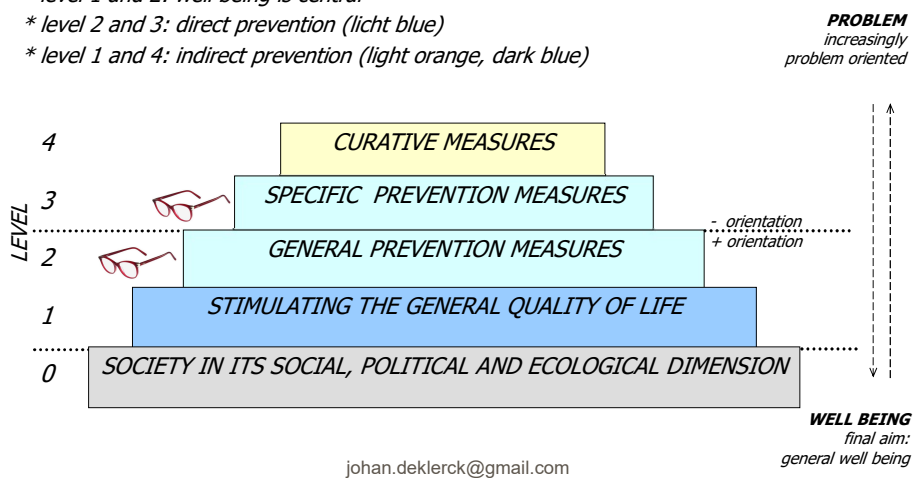 * level 2 and 3: direct prevention (licht blue)
* level 1 and 4: indirect prevention (light orange, dark blue)
PROBLEM
increasingly
problem oriented
4
CURATIVE MEASURES
3
SPECIFIC PREVENTION MEASURES
LEVEL
- orientation
+ orientation
2
GENERAL PREVENTION MEASURES
1
STIMULATING THE GENERAL QUALITY OF LIFE
0
SOCIETY IN ITS SOCIAL, POLITICAL AND ECOLOGICAL DIMENSION
WELL BEING
final aim:
general well being
johan.deklerck@gmail.com